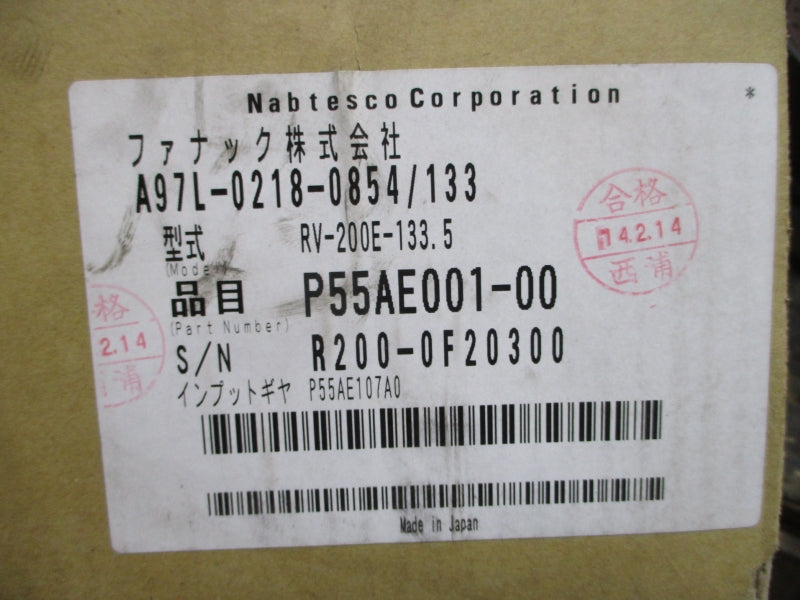 Nabtesco Corporation *
ファナック株式会社
A97L-0218-0854/133
型式 RV-200E-133.5
(Model)
品目 P55AE001-00
(Part Number)
S/N R200-0F20300
インプットギヤ P55AE107A0
Made in Japan
合格
14.2.14
西浦
格
2.14
浦